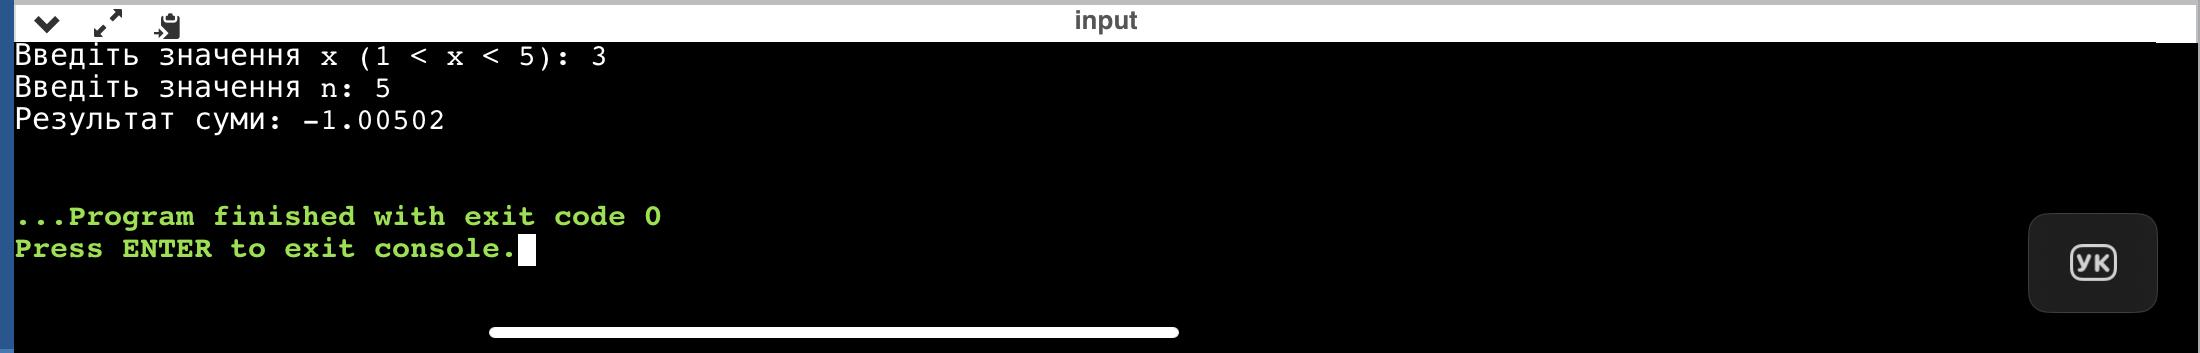 input
Введіть значення x (1 < x < 5): 3
Введіть значення n: 5
Результат суми: -1.00502
...Program finished with exit code 0
Press ENTER to exit console.
УК